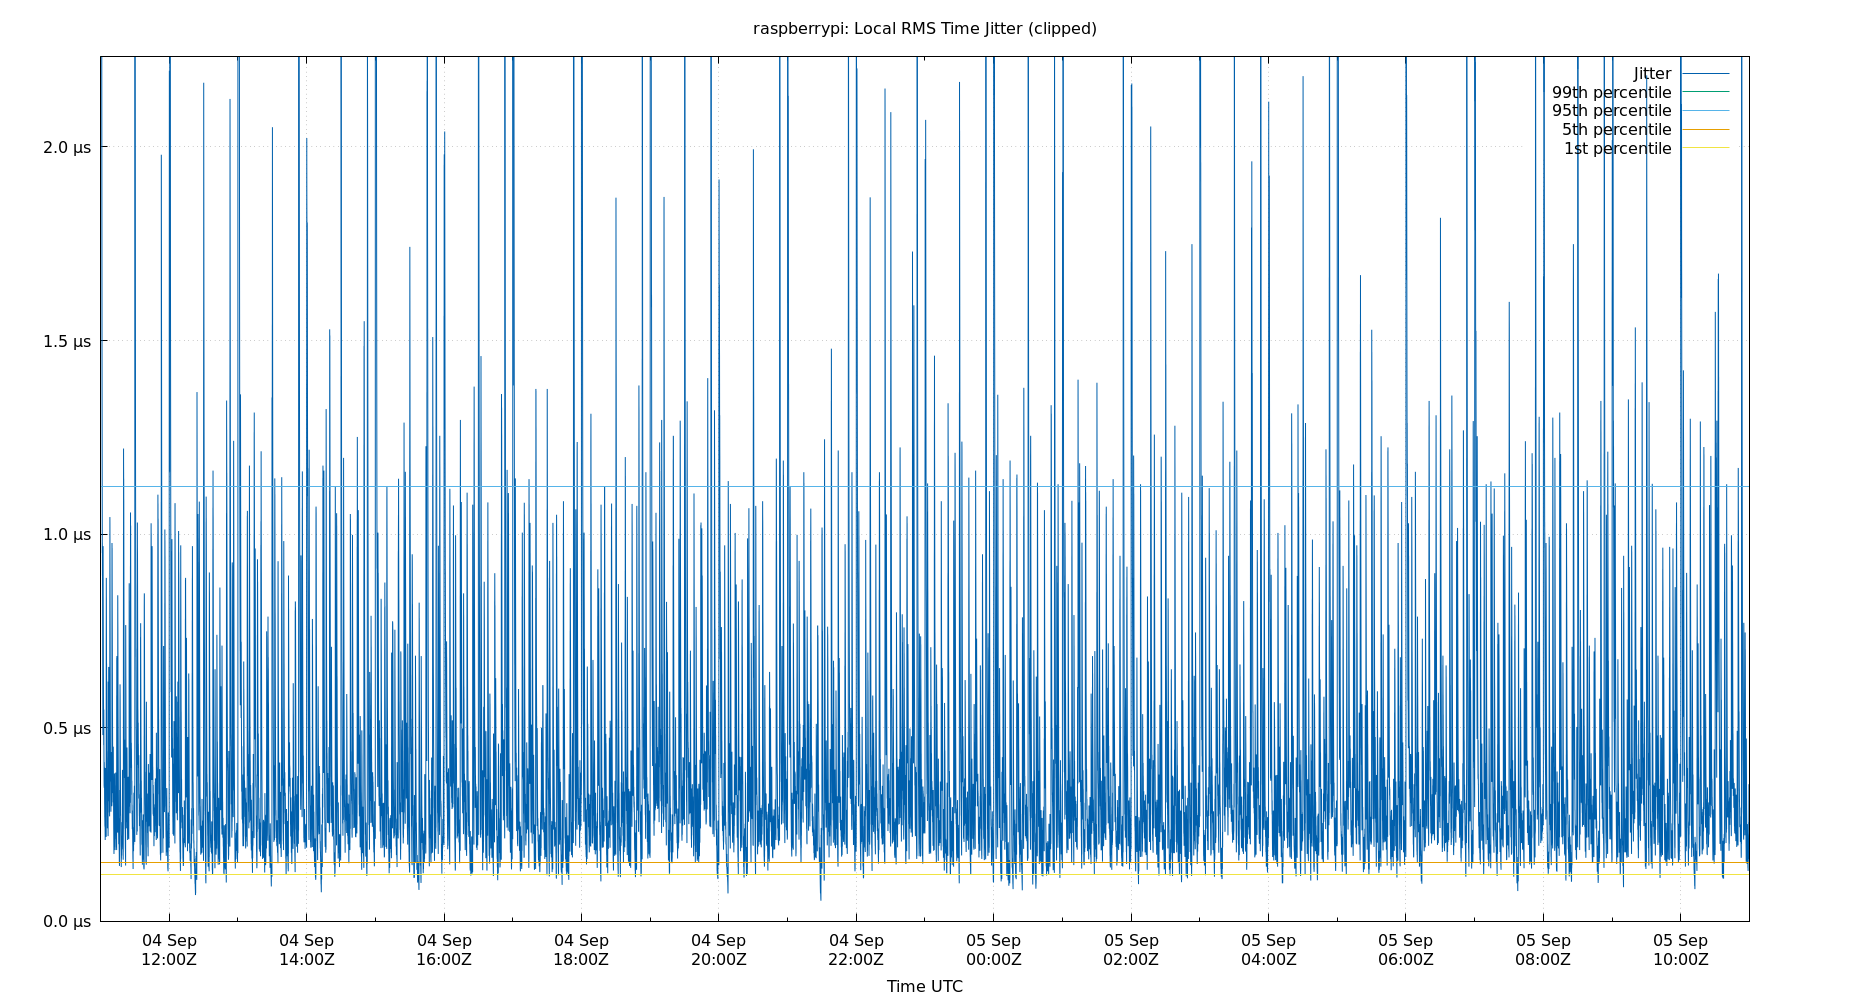 raspberrypi: Local RMS Time Jitter (clipped)
Jitter
99th percentile
95th percentile
5th percentile
1st percentile
2.0 μs
1.5 μs
1.0 μs
0.5 μs
0.0 μs
04 Sep 04 Sep 04 Sep 04 Sep 04 Sep 04 Sep 05 Sep 05 Sep 05 Sep 05 Sep 05 Sep 05 Sep
12:00Z 14:00Z 16:00Z 18:00Z 20:00Z 22:00Z 00:00Z 02:00Z 04:00Z 06:00Z 08:00Z 10:00Z
Time UTC